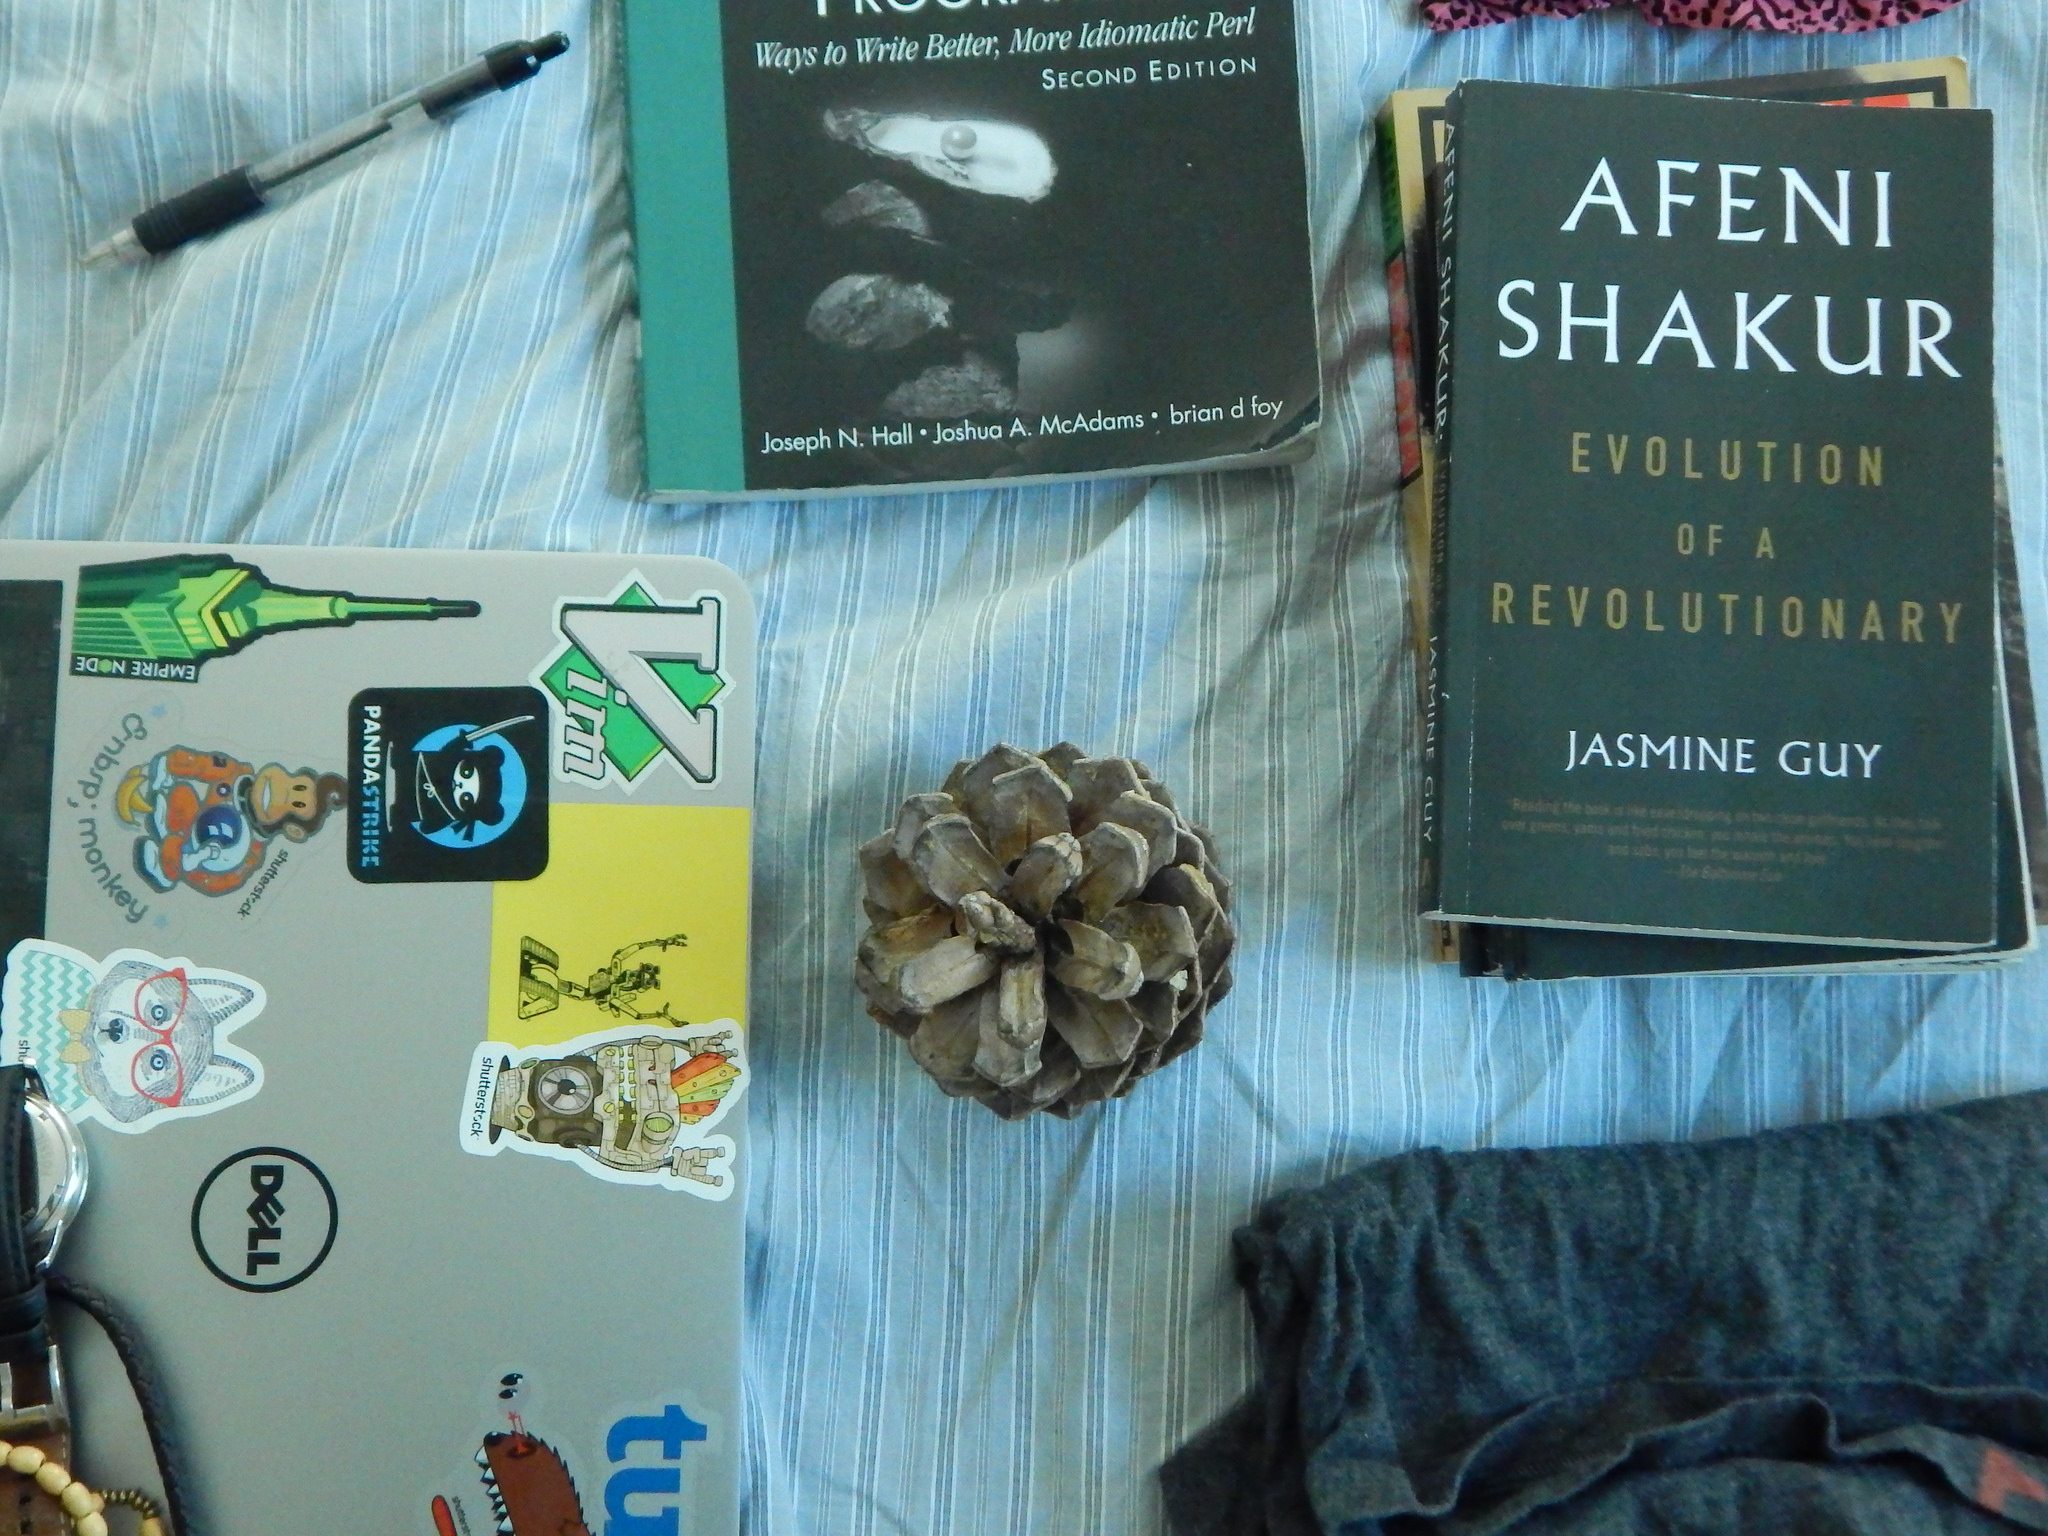 Ways to Write Better, More Idiomatic Perl
SECOND EDITION
Joseph N. Hall • Joshua A. McAdams • brian d foy
AFENI
SHAKUR
EVOLUTION
OF A
REVOLUTIONARY
JASMINE GUY
AFENI SHAKUR:
JASMINE GUY
EMPIRE NODE
Vim
PANDASTRIKE
Erndsp'm monkey
shutterstock
shutterstock
DELL
tu